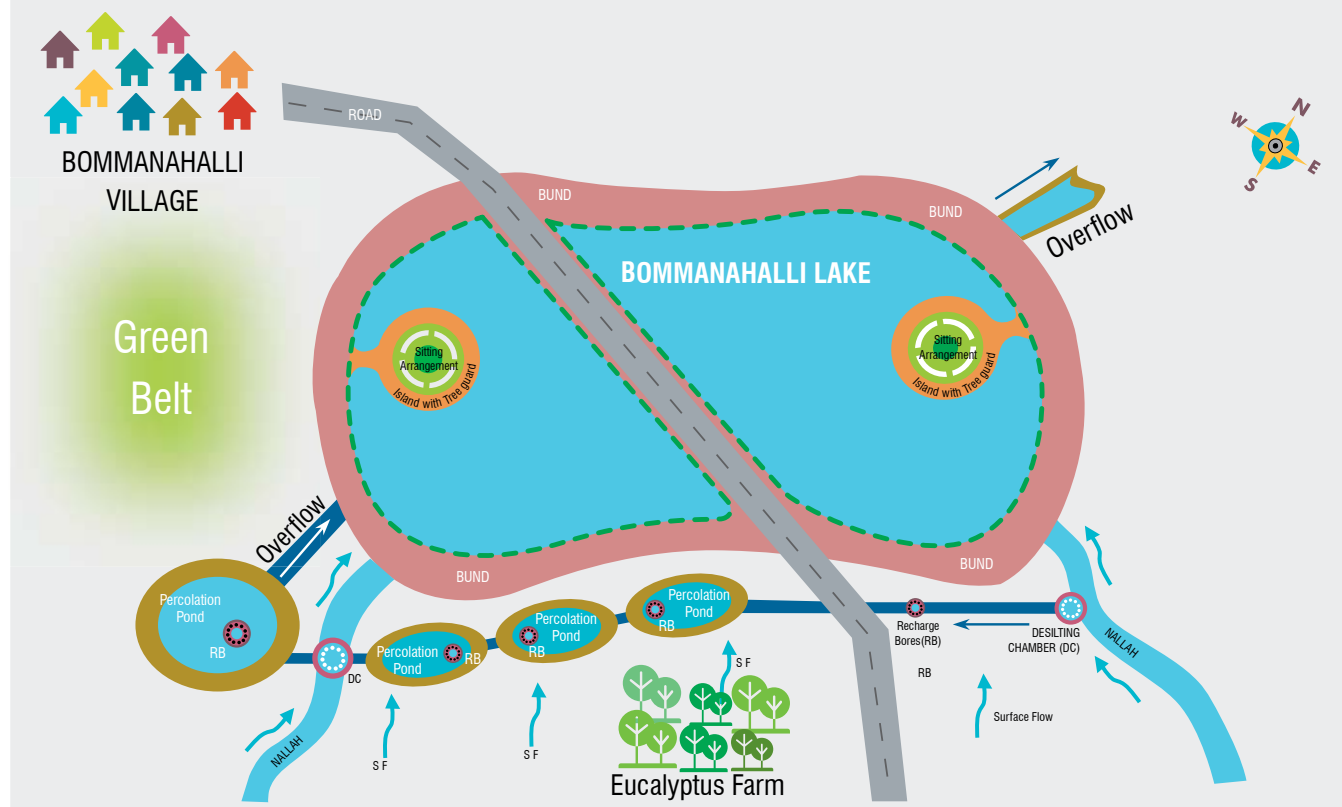 BOMMANAHALLI
VILLAGE
ROAD
BUND
BUND
N
W
E
S
Overflow
BOMMANAHALLI LAKE
Green
Belt
Sitting
Arrangement
Island with Tree guard
Sitting
Arrangement
Island with Tree guard
Overflow
BUND
BUND
Percolation
Pond
RB
DC
Percolation
Pond
RB
Percolation
Pond
RB
Percolation
Pond
RB
Recharge
Bores(RB)
DESILTING
CHAMBER (DC)
NALLAH
RB
Surface Flow
NALLAH
S F
S F
S F
Eucalyptus Farm